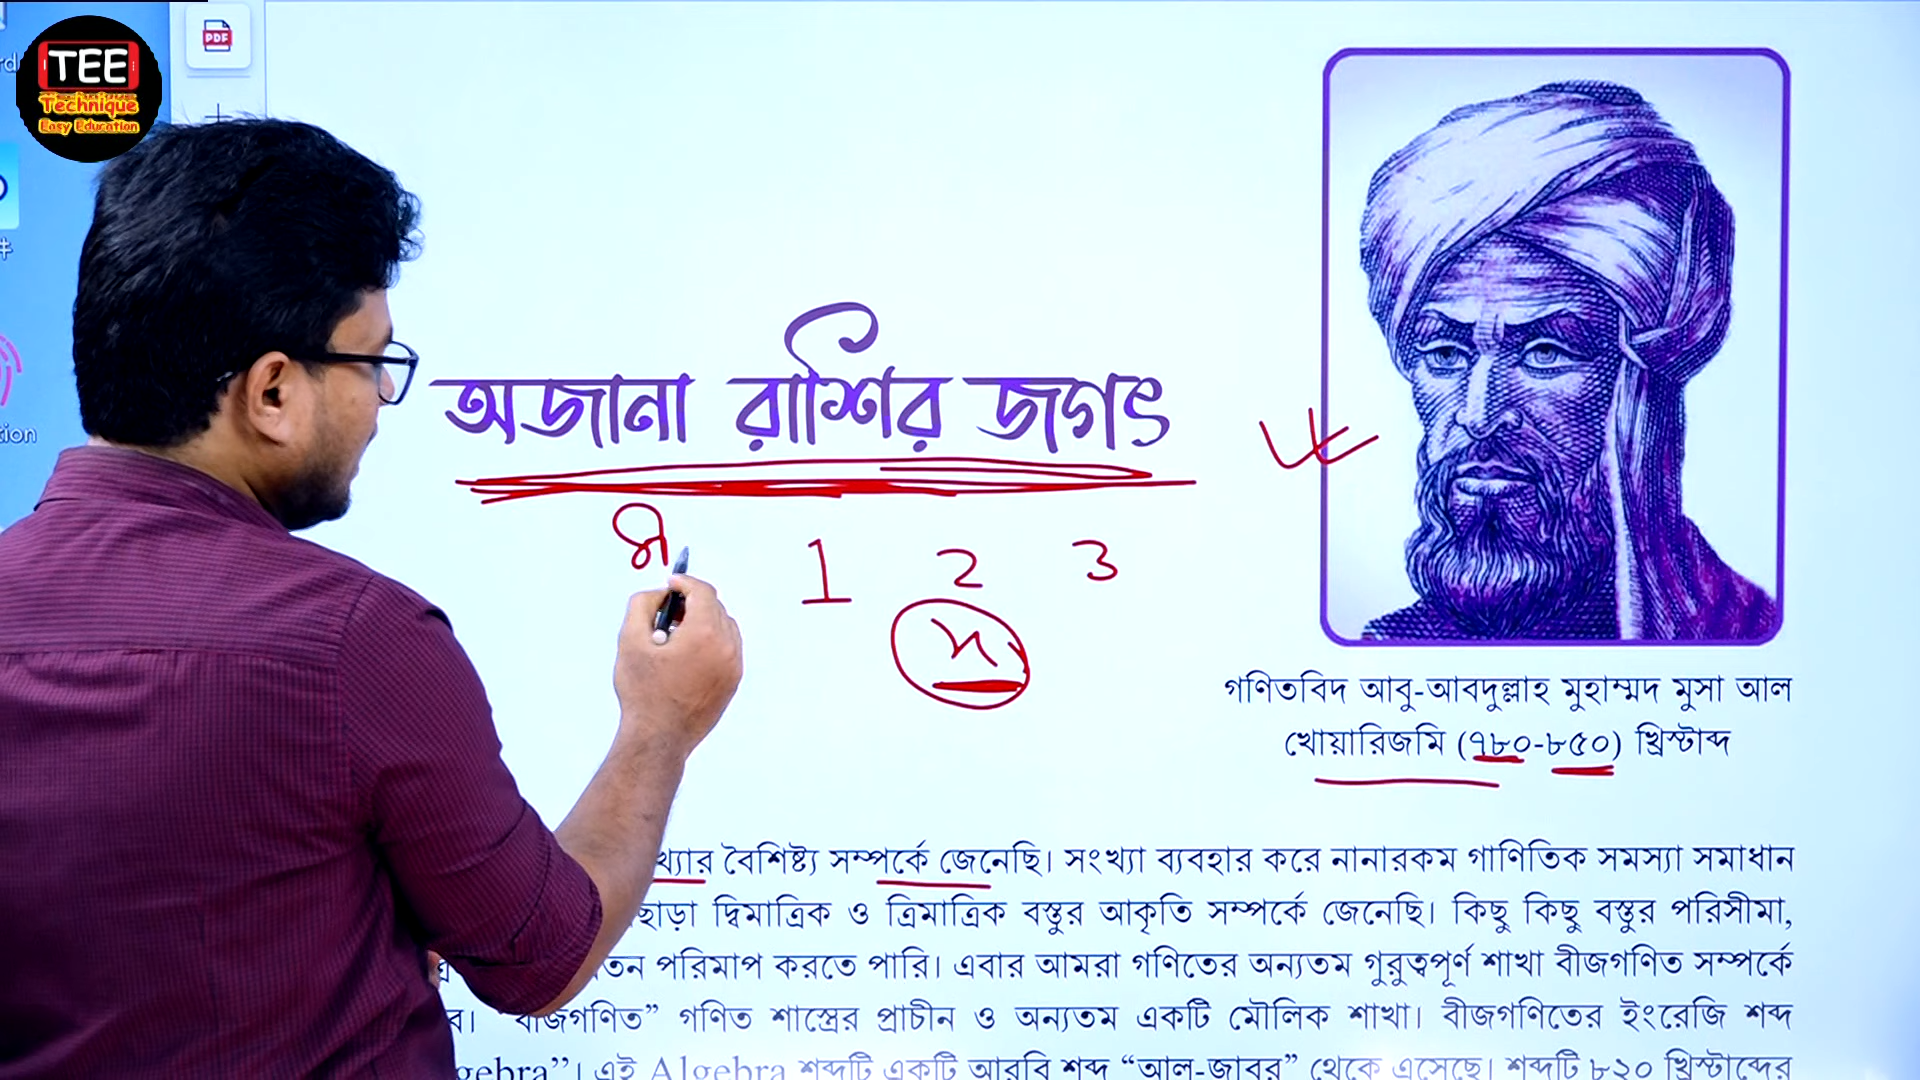 TEE
Technique
Easy Education
PDF
অজানা রাশির জগৎ
1 2 3
গণিতবিদ আবু-আবদুল্লাহ মুহাম্মদ মুসা আল
খোয়ারিজমি (৭৮০-৮৫০) খ্রিস্টাব্দ
খ্যার বৈশিষ্ট্য সম্পর্কে জেনেছি। সংখ্যা ব্যবহার করে নানারকম গাণিতিক সমস্যা সমাধান
ছাড়া দ্বিমাত্রিক ও ত্রিমাত্রিক বস্তুর আকৃতি সম্পর্কে জেনেছি। কিছু কিছু বস্তুর পরিসীমা,
তন পরিমাপ করতে পারি। এবার আমরা গণিতের অন্যতম গুরুত্বপূর্ণ শাখা বীজগণিত সম্পর্কে
ব। “বীজগণিত” গণিত শাস্ত্রের প্রাচীন ও অন্যতম একটি মৌলিক শাখা। বীজগণিতের ইংরেজি শব্দ
gebra”। এই Algebra শব্দটি একটি আরবি শব্দ “আল-জাবর” থেকে এসেছে। শব্দটি ৮২০ খ্রিস্টাব্দের